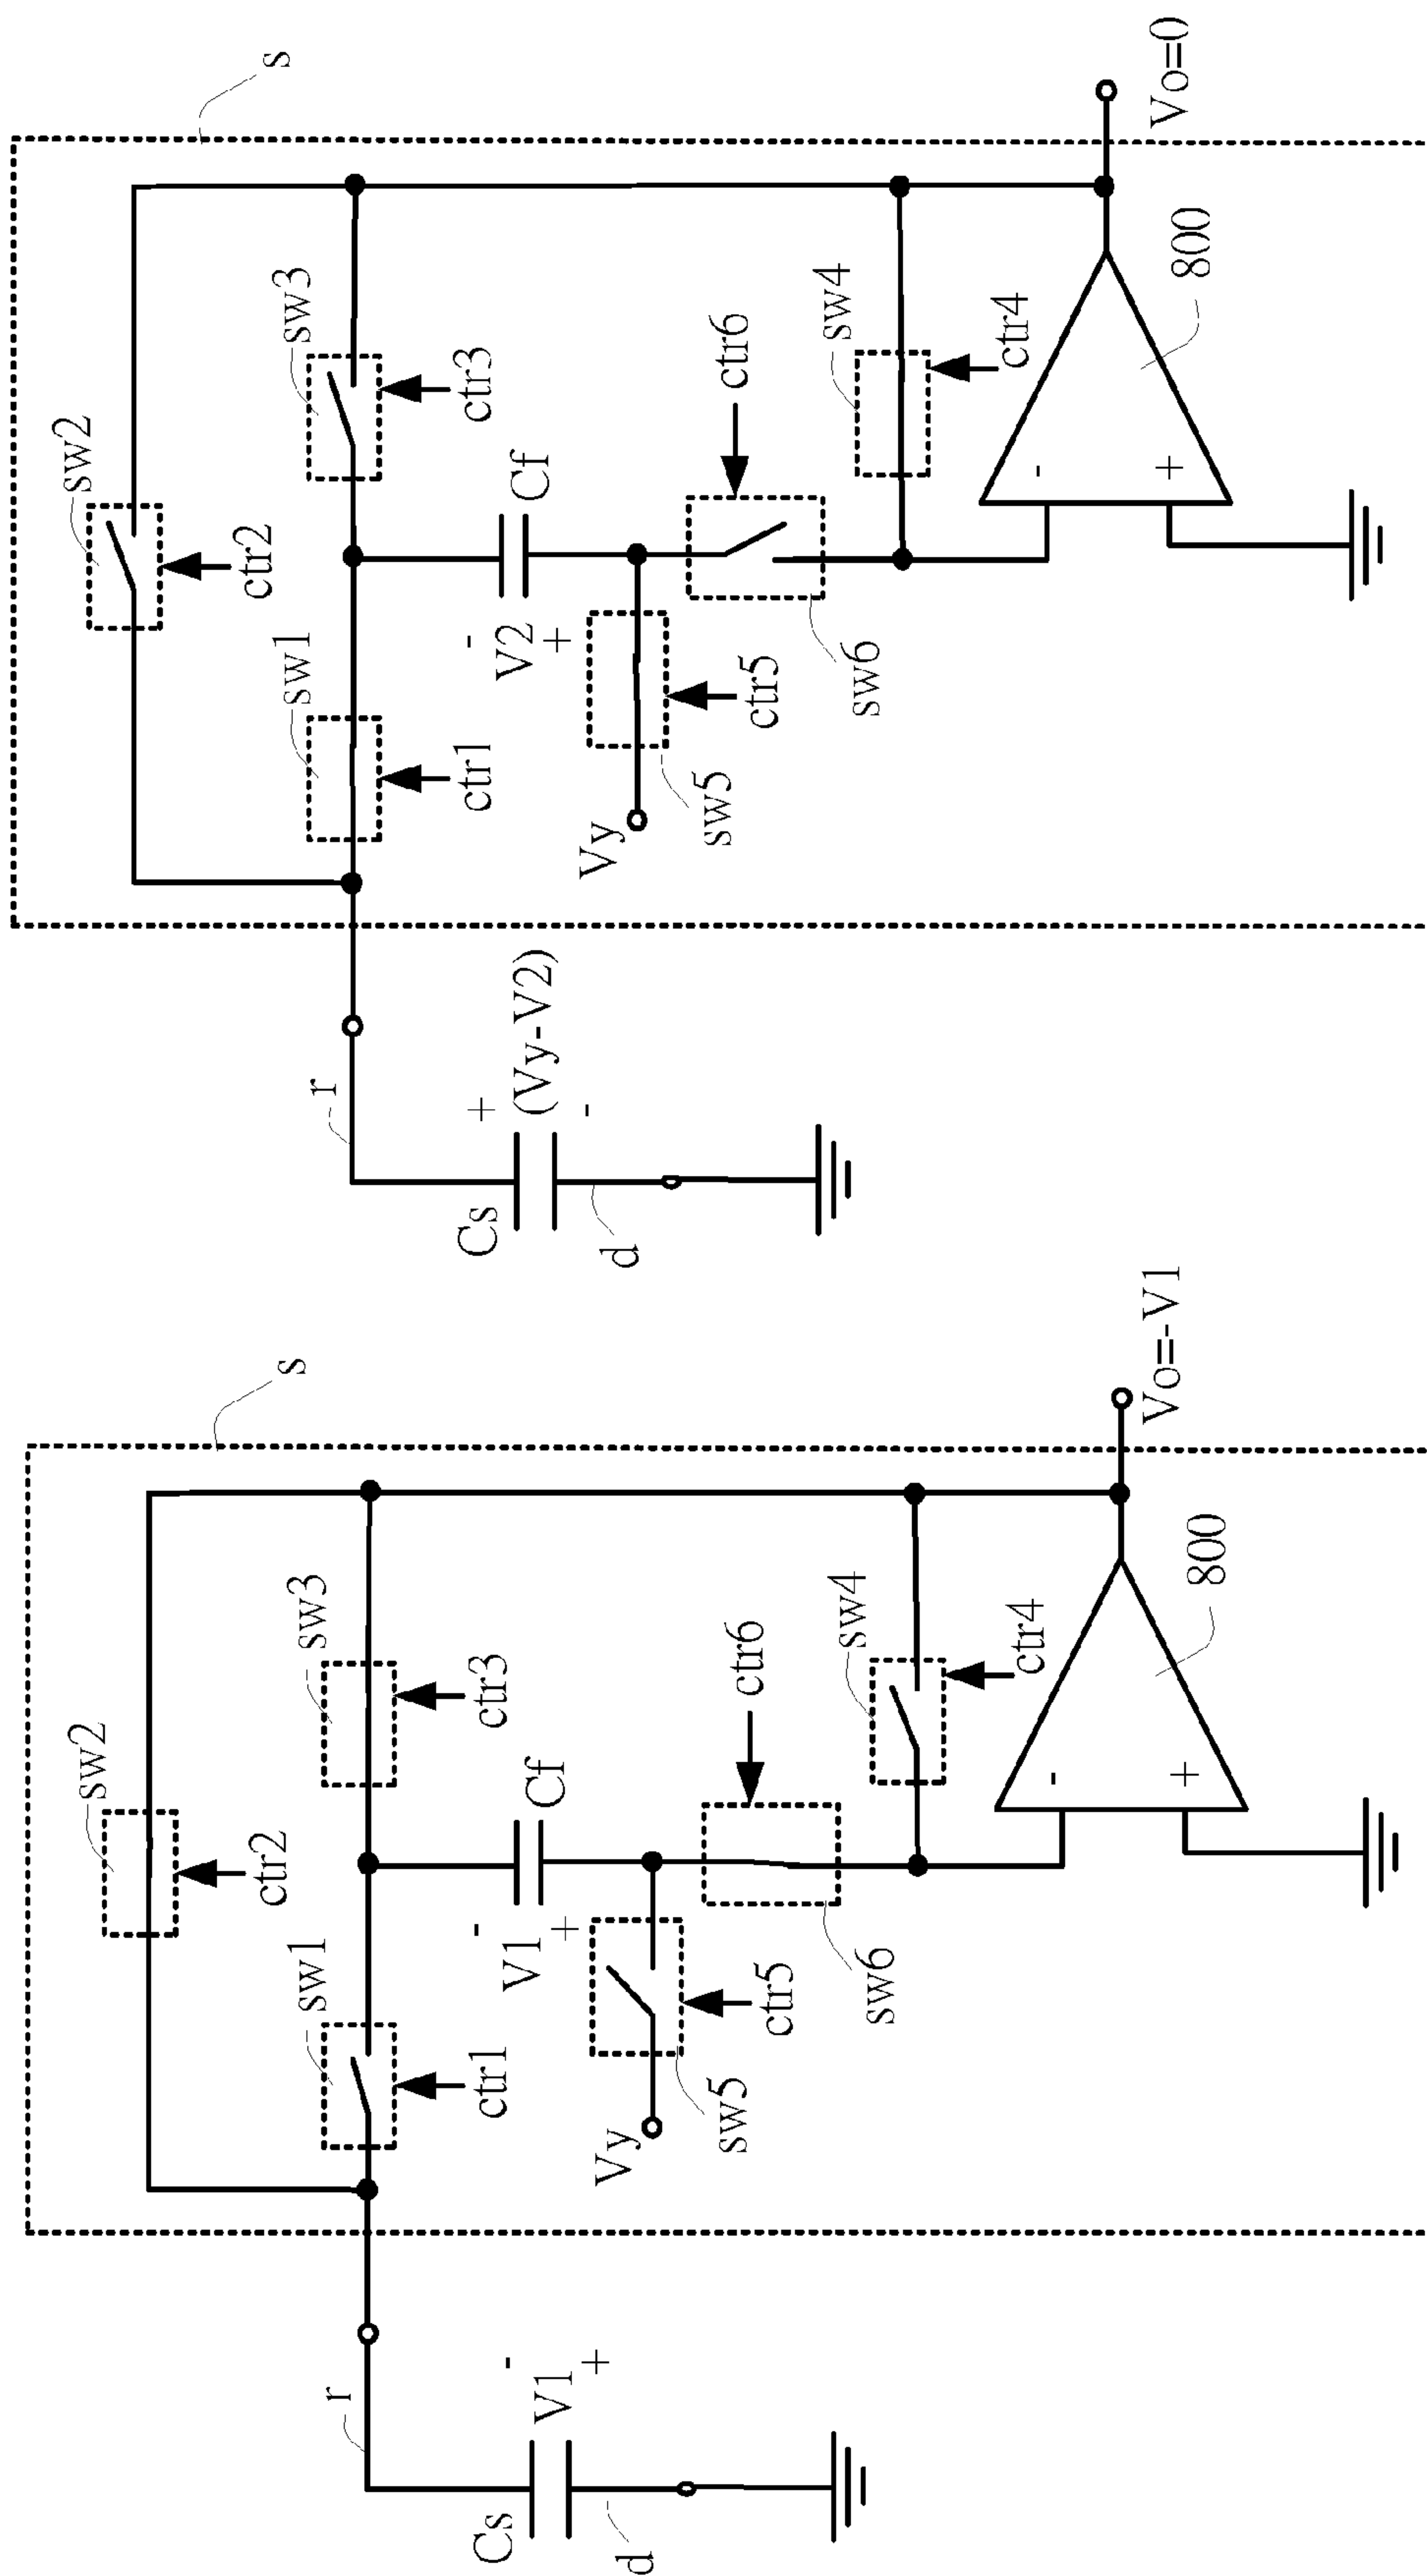 s
sw2
ctr2
sw1
ctr1
sw3
ctr3
r
Cs
-
V1
+
d
-
V1
+
Cf
Vy
sw5
ctr5
ctr6
sw6
sw4
ctr4
-
+
800
Vo=-V1
s
sw2
ctr2
sw1
ctr1
sw3
ctr3
r
Cs
+
(Vy-V2)
-
d
-
V2
+
Cf
Vy
sw5
ctr5
ctr6
sw6
sw4
ctr4
-
+
800
Vo=0